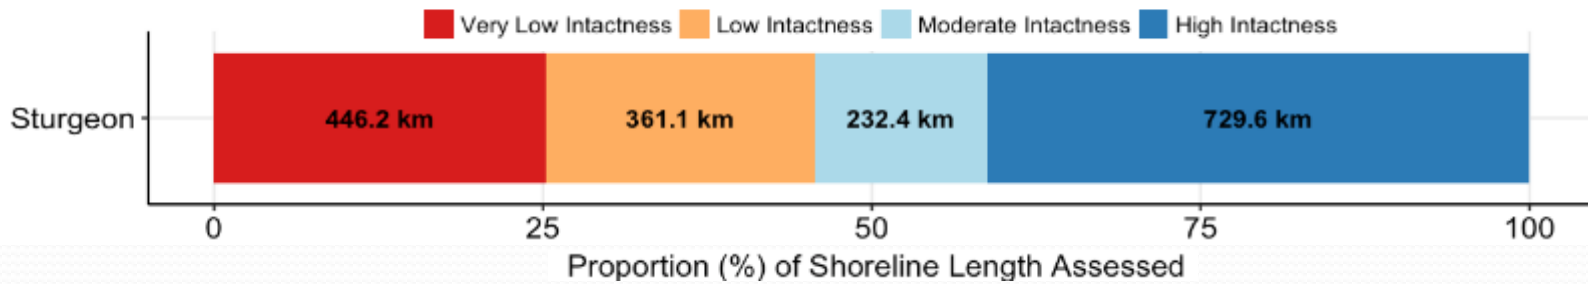 Very Low Intactness Low Intactness Moderate Intactness High Intactness
Sturgeon 446.2 km 361.1 km 232.4 km 729.6 km
0 25 50 75 100
Proportion (%) of Shoreline Length Assessed